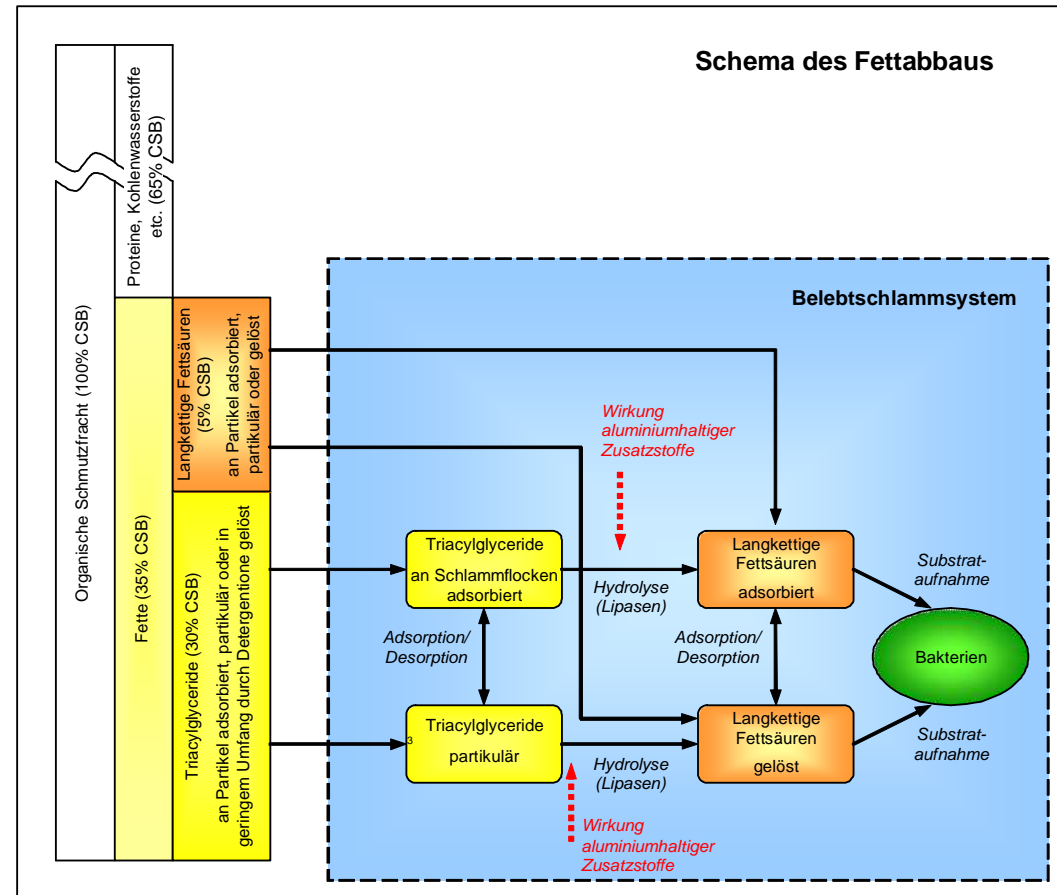 Schema des Fettabbaus
Organische Schmutzfracht (100% CSB)
Fette (35% CSB)
Proteine, Kohlenwasserstoffe
etc. (65% CSB)
Langkettige Fettsäuren
(5% CSB)
an Partikel adsorbiert,
partikulär oder gelöst
Triacylglyceride (30% CSB)
an Partikel adsorbiert, partikulär oder in
geringem Umfang durch Detergentione gelöst
Belebtschlammsystem
Wirkung
aluminiumhaltiger
Zusatzstoffe
Triacylglyceride
an Schlammflocken
adsorbiert
Hydrolyse
(Lipasen)
Langkettige
Fettsäuren
adsorbiert
Substrat-
aufnahme
Adsorption/
Desorption
Adsorption/
Desorption
Bakterien
3
Triacylglyceride
partikulär
Hydrolyse
(Lipasen)
Langkettige
Fettsäuren
gelöst
Substrat-
aufnahme
Wirkung
aluminiumhaltiger
Zusatzstoffe